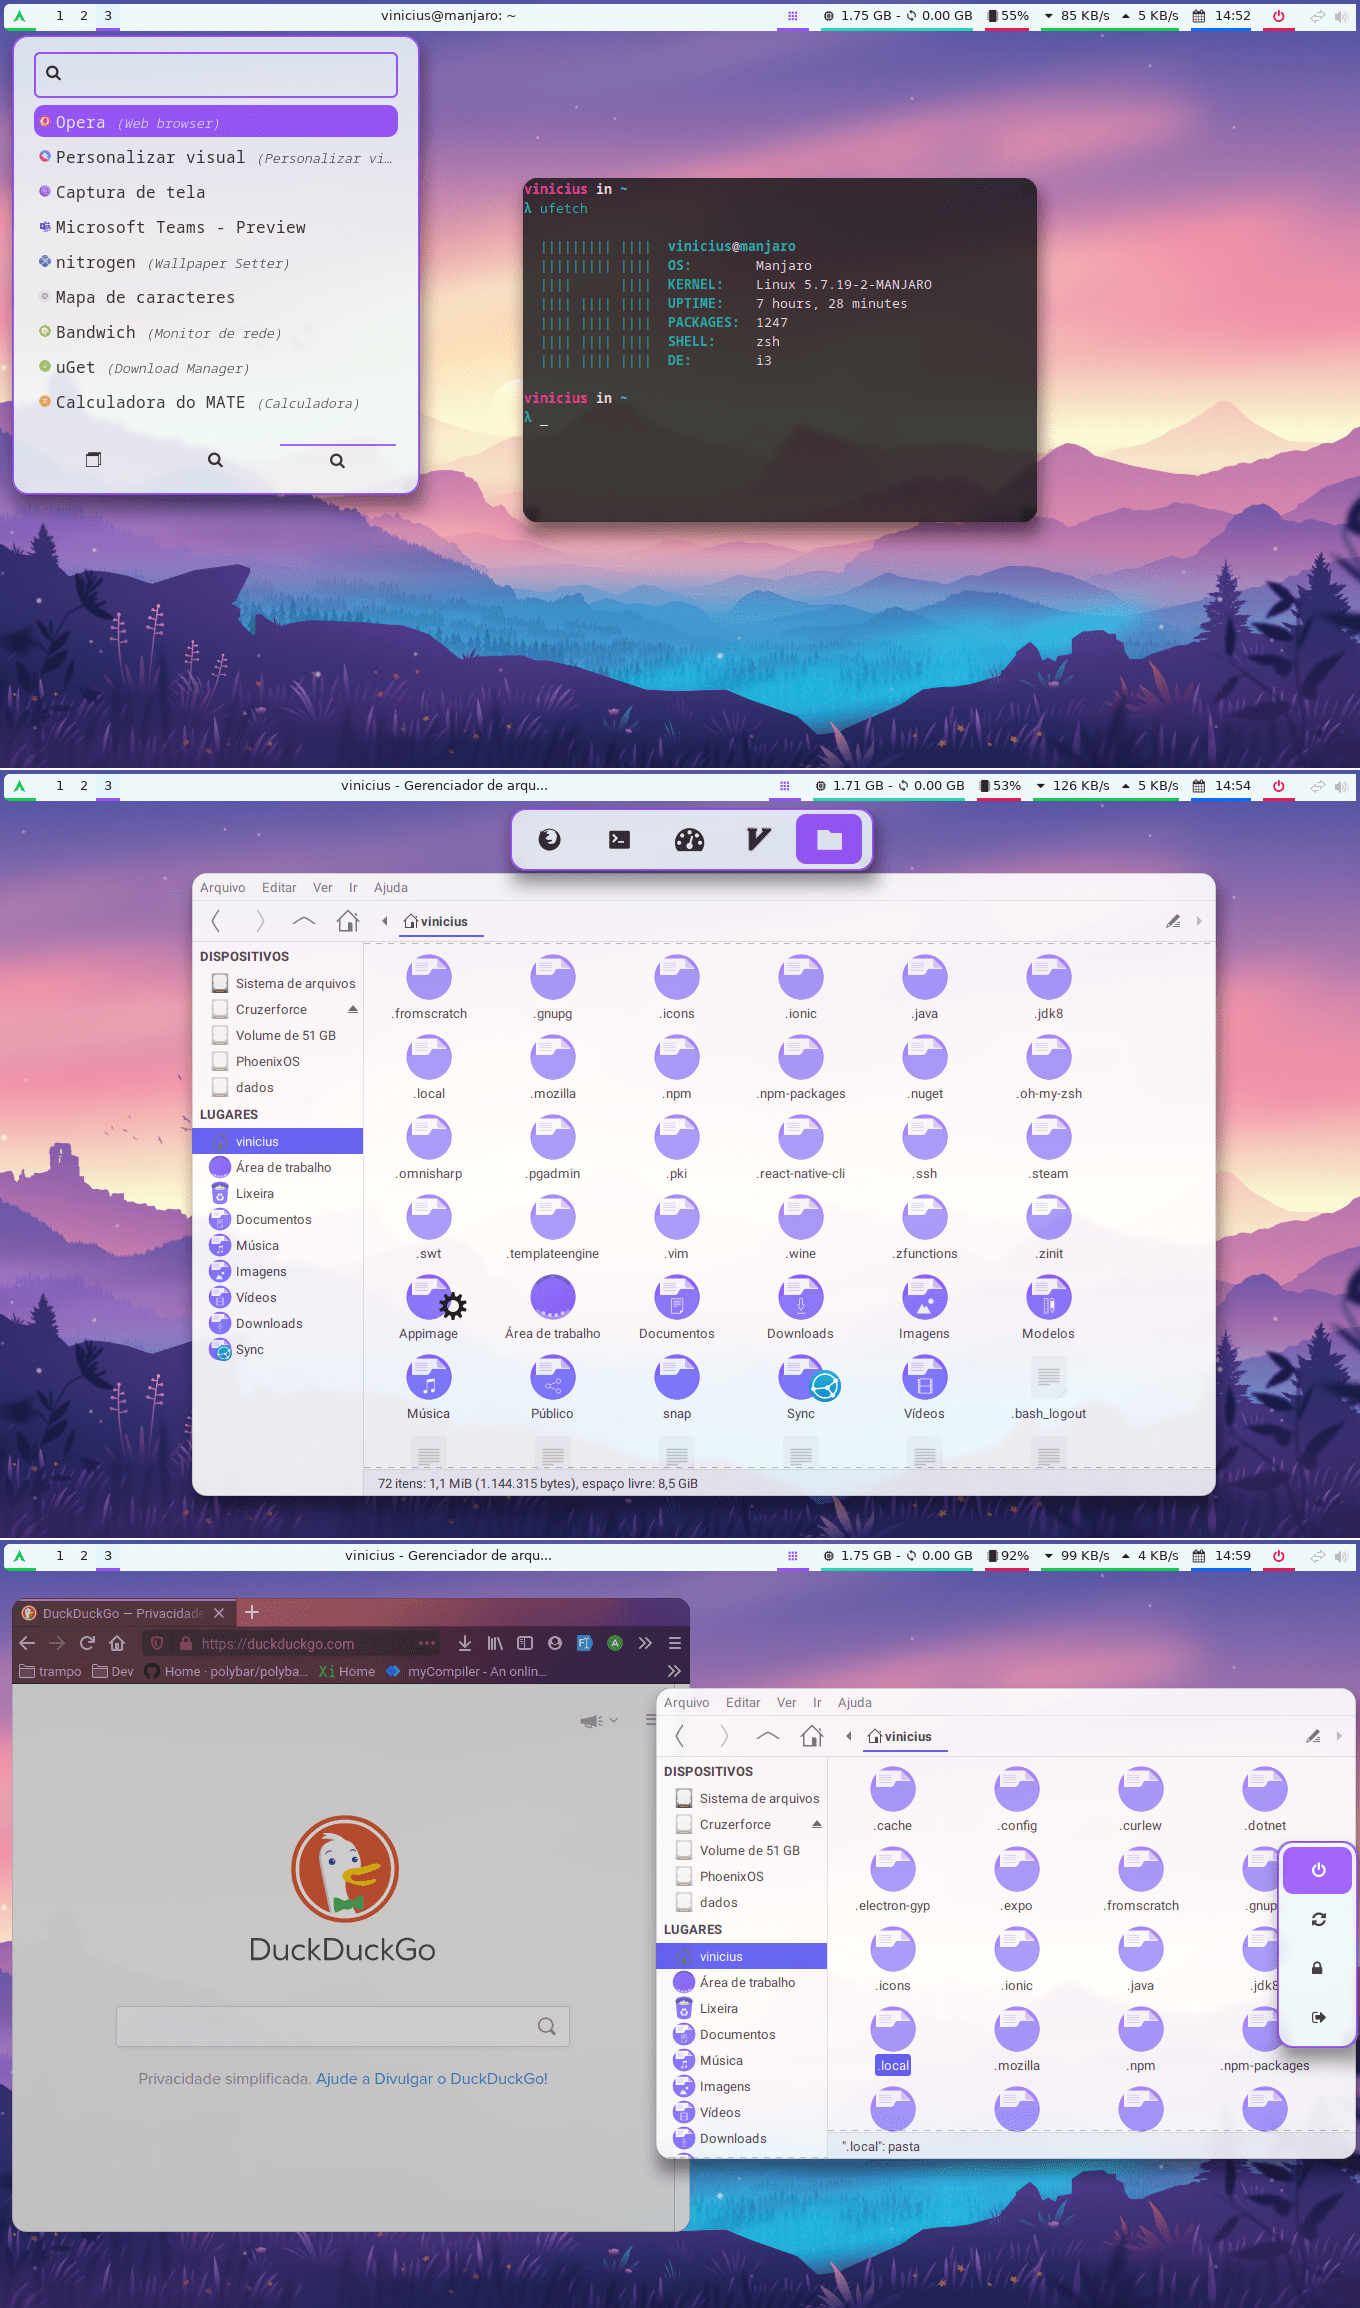 1 2 3 vinicius@manjaro: ~ 1.75 GB - 0.00 GB 55% 85 KB/s 5 KB/s 14:52
Opera (Web browser)
Personalizar visual (Personalizar vi…
Captura de tela
Microsoft Teams - Preview
nitrogen (Wallpaper Setter)
Mapa de caracteres
Bandwich (Monitor de rede)
uGet (Download Manager)
Calculadora do MATE (Calculadora)
vinicius in ~
λ ufetch
vinicius@manjaro
OS: Manjaro
KERNEL: Linux 5.7.19-2-MANJARO
UPTIME: 7 hours, 28 minutes
PACKAGES: 1247
SHELL: zsh
DE: i3
vinicius in ~
λ _
1 2 3 vinicius - Gerenciador de arqu... 1.71 GB - 0.00 GB 53% 126 KB/s 5 KB/s 14:54
Arquivo Editar Ver Ir Ajuda
vinicius
DISPOSITIVOS
Sistema de arquivos
Cruzerforce
Volume de 51 GB
PhoenixOS
dados
LUGARES
vinicius
Área de trabalho
Lixeira
Documentos
Música
Imagens
Vídeos
Downloads
Sync
.fromscratch .gnupg .icons .ionic .java .jdk8
.local .mozilla .npm .npm-packages .nuget .oh-my-zsh
.omnisharp .pgadmin .pki .react-native-cli .ssh .steam
.swt .templateengine .vim .wine .zfunctions .zinit
Appimage Área de trabalho Documentos Downloads Imagens Modelos
Música Público snap Sync Vídeos .bash_logout
72 itens: 1,1 MiB (1.144.315 bytes), espaço livre: 8,5 GiB
1 2 3 vinicius - Gerenciador de arqu... 1.75 GB - 0.00 GB 92% 99 KB/s 4 KB/s 14:59
DuckDuckGo — Privacidade
https://duckduckgo.com
trampo Dev Home · polybar/polyba… Home myCompiler - An onlin…
DuckDuckGo
Privacidade simplificada. Ajude a Divulgar o DuckDuckGo!
Arquivo Editar Ver Ir Ajuda
vinicius
DISPOSITIVOS
Sistema de arquivos
Cruzerforce
Volume de 51 GB
PhoenixOS
dados
LUGARES
vinicius
Área de trabalho
Lixeira
Documentos
Música
Imagens
Vídeos
Downloads
.cache .config .curlew .dotnet
.electron-gyp .expo .fromscratch .gnup
.icons .ionic .java .jdk8
.local .mozilla .npm .npm-packages
".local": pasta